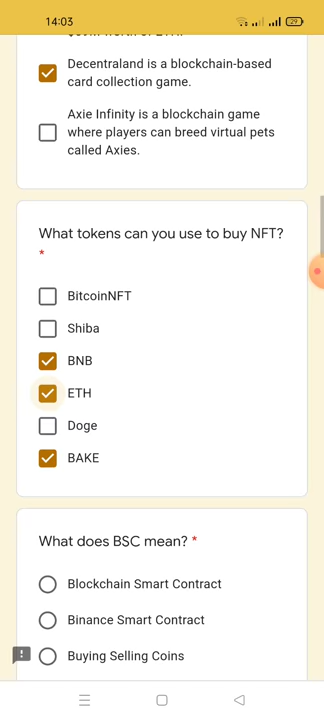 14:03
29
Decentraland is a blockchain-based
card collection game.
Axie Infinity is a blockchain game
where players can breed virtual pets
called Axies.
What tokens can you use to buy NFT?
*
BitcoinNFT
Shiba
BNB
ETH
Doge
BAKE
What does BSC mean? *
Blockchain Smart Contract
Binance Smart Contract
Buying Selling Coins